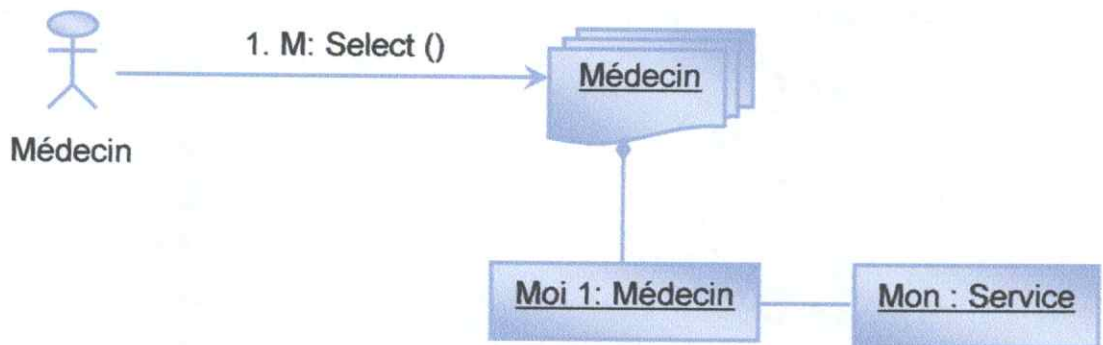 1. M: Select ()
Médecin
Médecin
Moi 1: Médecin
Mon : Service